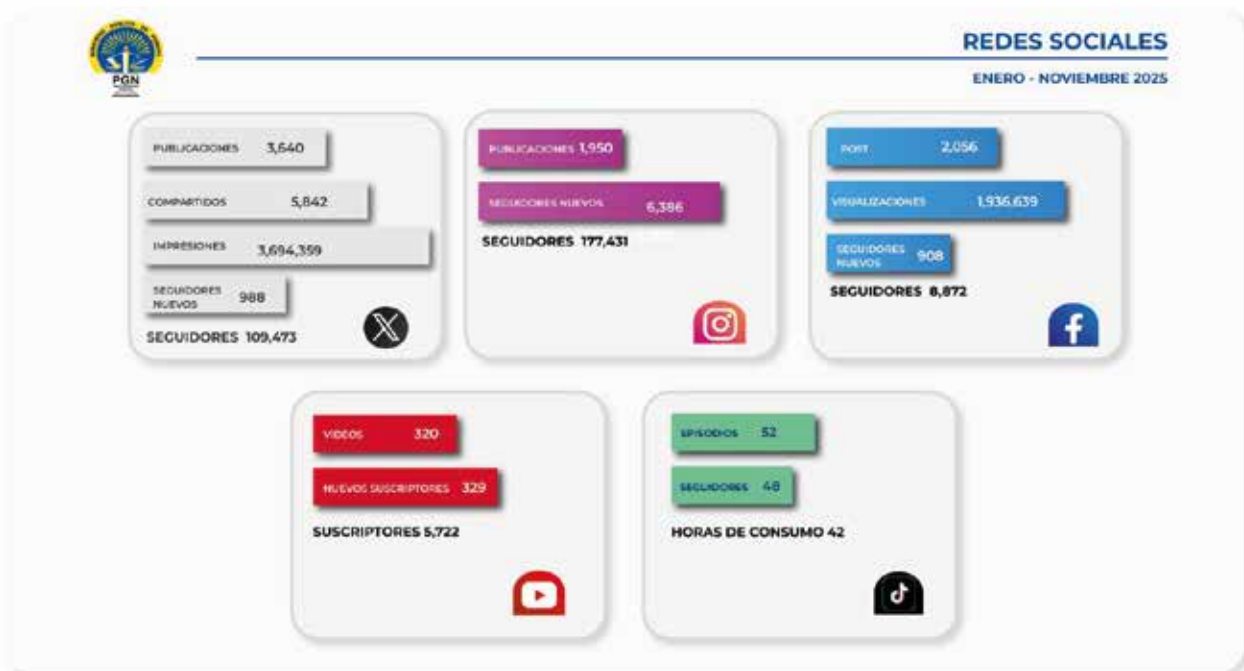 PGN
REDES SOCIALES
ENERO - NOVIEMBRE 2025
PUBLICACIONES 3,640
COMPARTIDOS 5,842
IMPRESIONES 3,694,359
SEGUIDORES
NUEVOS 988
SEGUIDORES 109,473
PUBLICACIONES 1,950
SEGUIDORES NUEVOS 6,386
SEGUIDORES 177,431
POST 2,056
VISUALIZACIONES 1,936,639
SEGUIDORES
NUEVOS 908
SEGUIDORES 8,872
VIDEOS 320
NUEVOS SUSCRIPTORES 329
SUSCRIPTORES 5,722
EPISODIOS 52
SEGUIDORES 48
HORAS DE CONSUMO 42